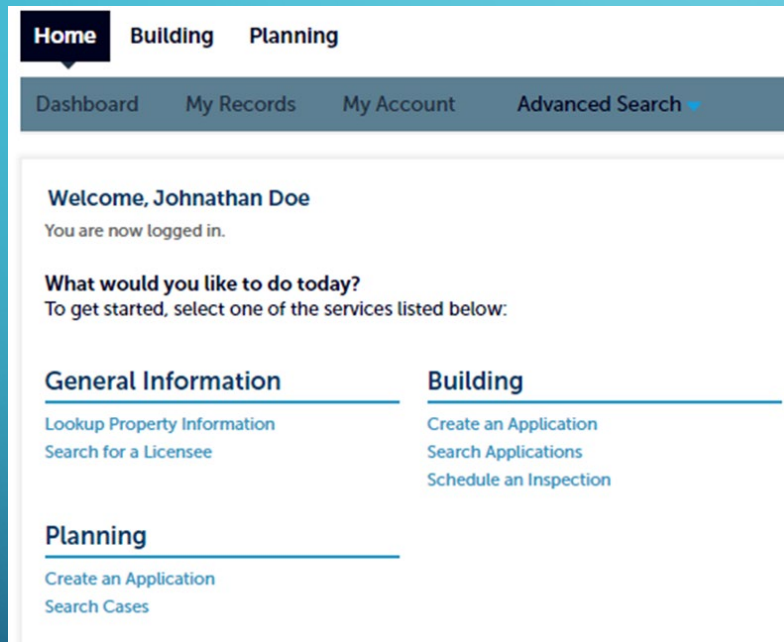 Home Building Planning
Dashboard My Records My Account Advanced Search
Welcome, Johnathan Doe
You are now logged in.
What would you like to do today?
To get started, select one of the services listed below:
General Information
Lookup Property Information
Search for a Licensee
Building
Create an Application
Search Applications
Schedule an Inspection
Planning
Create an Application
Search Cases